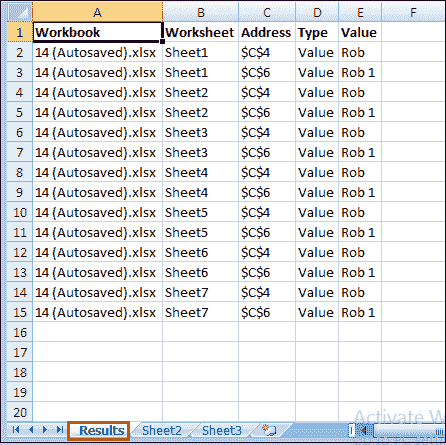 A B C D E F
1 Workbook Worksheet Address Type Value
2 14 (Autosaved).xlsx Sheet1 $C$4 Value Rob
3 14 (Autosaved).xlsx Sheet1 $C$6 Value Rob 1
4 14 (Autosaved).xlsx Sheet2 $C$4 Value Rob
5 14 (Autosaved).xlsx Sheet2 $C$6 Value Rob 1
6 14 (Autosaved).xlsx Sheet3 $C$4 Value Rob
7 14 (Autosaved).xlsx Sheet3 $C$6 Value Rob 1
8 14 (Autosaved).xlsx Sheet4 $C$4 Value Rob
9 14 (Autosaved).xlsx Sheet4 $C$6 Value Rob 1
10 14 (Autosaved).xlsx Sheet5 $C$4 Value Rob
11 14 (Autosaved).xlsx Sheet5 $C$6 Value Rob 1
12 14 (Autosaved).xlsx Sheet6 $C$4 Value Rob
13 14 (Autosaved).xlsx Sheet6 $C$6 Value Rob 1
14 14 (Autosaved).xlsx Sheet7 $C$4 Value Rob
15 14 (Autosaved).xlsx Sheet7 $C$6 Value Rob 1
16
17
18
19
20
Activate W
Results Sheet2 Sheet3